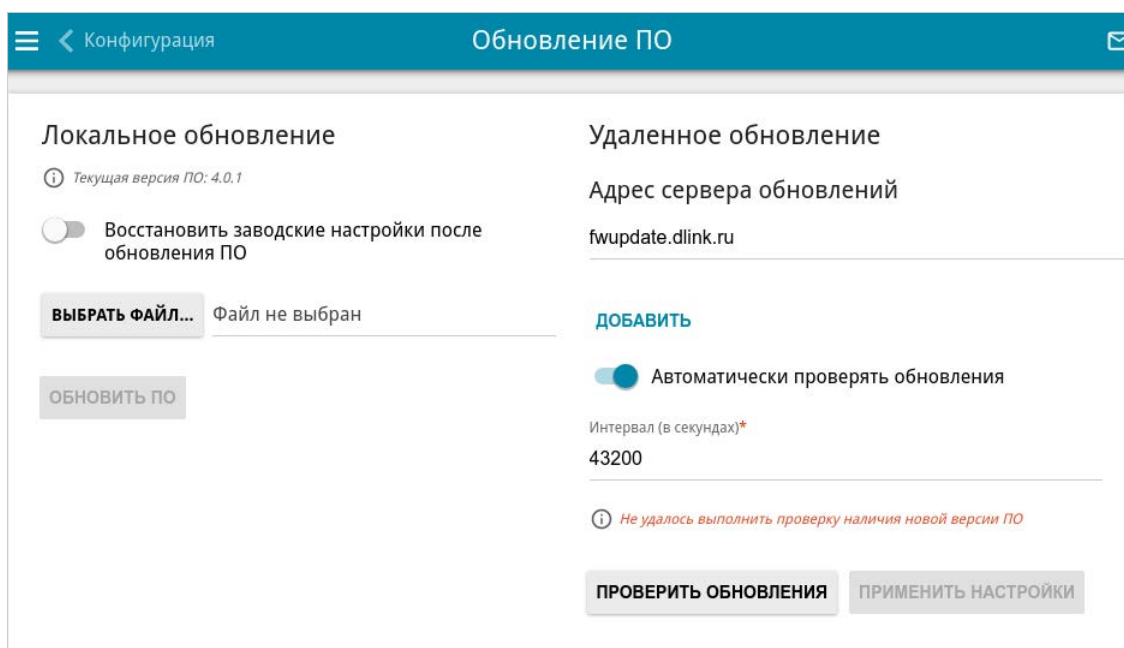 Конфигурация
Обновление ПО
Локальное обновление
Текущая версия ПО: 4.0.1
Восстановить заводские настройки после
обновления ПО
ВЫБРАТЬ ФАЙЛ... Файл не выбран
ОБНОВИТЬ ПО
Удаленное обновление
Адрес сервера обновлений
fwupdate.dlink.ru
ДОБАВИТЬ
Автоматически проверять обновления
Интервал (в секундах)*
43200
Не удалось выполнить проверку наличия новой версии ПО
ПРОВЕРИТЬ ОБНОВЛЕНИЯ ПРИМЕНИТЬ НАСТРОЙКИ